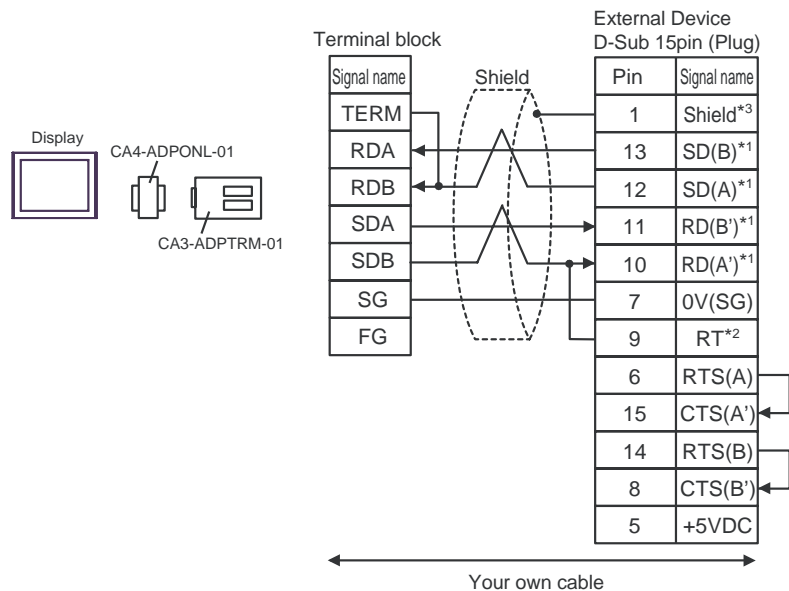 External Device
D-Sub 15pin (Plug)
Terminal block
Signal name
TERM
RDA
RDB
SDA
SDB
SG
FG
Shield
Pin Signal name
1 Shield*3
13 SD(B)*1
12 SD(A)*1
11 RD(B')*1
10 RD(A')*1
7 0V(SG)
9 RT*2
6 RTS(A)
15 CTS(A')
14 RTS(B)
8 CTS(B')
5 +5VDC
Display
CA4-ADPONL-01
CA3-ADPTRM-01
Your own cable